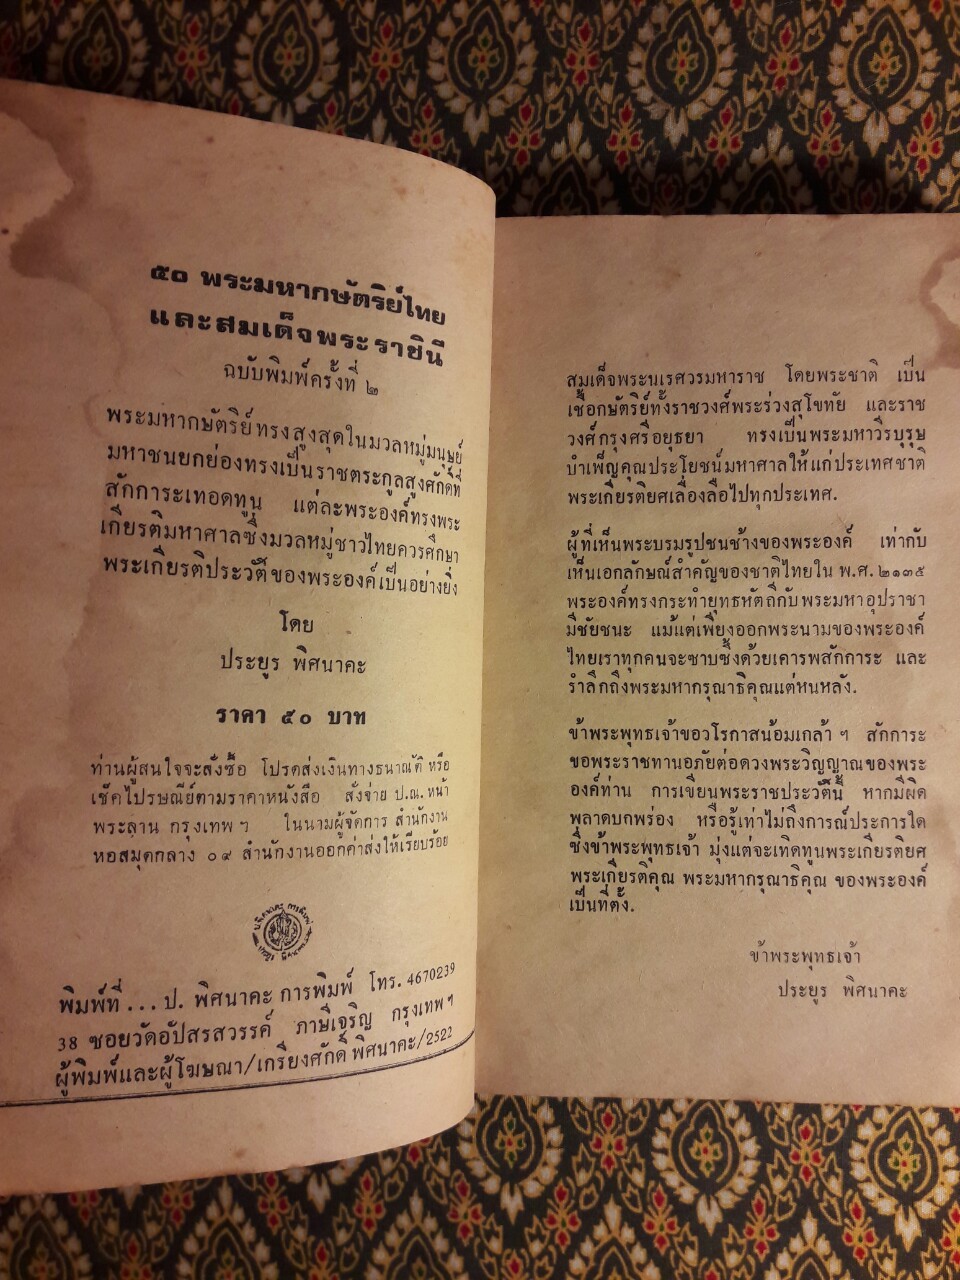 ๕๐ พระมหากษัตริย์ไทย
และสมเด็จพระราชินี
ฉบับพิมพ์ครั้งที่ ๒
พระมหากษัตริย์ทรงสูงสุดในมวลหมู่มนุษย์
มหาชนยกย่องทรงเป็นราชตระกูลสูงศักดิ์ที่
สักการะเทอดทูน แต่ละพระองค์ทรงพระ
เกียรติมหาศาลซึ่งมวลหมู่ชาวไทยควรศึกษา
พระเกียรติประวัติของพระองค์เป็นอย่างยิ่ง
โดย
ประยูร พิศนาคะ
ราคา ๕๐ บาท
ท่านผู้สนใจจะสั่งซื้อ โปรดส่งเงินทางธนาณัติ หรือ
เช็คไปรษณีย์ตามราคาหนังสือ สั่งจ่าย ป.ณ. หน้า
พระลาน กรุงเทพฯ ในนามผู้จัดการ สำนักงาน
หอสมุดกลาง ๐๙ สำนักงานออกค่าส่งให้เรียบร้อย
พิมพ์ที่ ... ป. พิศนาคะ การพิมพ์ โทร. 4670239
38 ซอยวัดอัปสรสวรรค์ ภาษีเจริญ กรุงเทพฯ
ผู้พิมพ์และผู้โฆษณา/เกรียงศักดิ์ พิศนาคะ/2522
สมเด็จพระนเรศวรมหาราช โดยพระชาติ เป็น
เชื้อกษัตริย์ทั้งราชวงศ์พระร่วงสุโขทัย และราช
วงศ์กรุงศรีอยุธยา ทรงเป็นพระมหาวีรบุรุษ
บำเพ็ญคุณประโยชน์มหาศาลให้แก่ประเทศชาติ
พระเกียรติยศเลื่องลือไปทุกประเทศ.
ผู้ที่เห็นพระบรมรูปชนช้างของพระองค์ เท่ากับ
เห็นเอกลักษณ์สำคัญของชาติไทยใน พ.ศ. ๒๑๓๕
พระองค์ทรงกระทำยุทธหัตถีกับพระมหาอุปราชา
มีชัยชนะ แม้แต่เพียงออกพระนามของพระองค์
ไทยเราทุกคนจะซาบซึ้งด้วยเคารพสักการะ และ
รำลึกถึงพระมหากรุณาธิคุณแต่หนหลัง.
ข้าพระพุทธเจ้าขอวโรกาสน้อมเกล้า ฯ สักการะ
ขอพระราชทานอภัยต่อดวงพระวิญญาณของพระ
องค์ท่าน การเขียนพระราชประวัตินี้ หากมีผิด
พลาดบกพร่อง หรือรู้เท่าไม่ถึงการณ์ประการใด
ซึ่งข้าพระพุทธเจ้า มุ่งแต่จะเทิดทูนพระเกียรติยศ
พระเกียรติคุณ พระมหากรุณาธิคุณ ของพระองค์
เป็นที่ตั้ง.
ข้าพระพุทธเจ้า
ประยูร พิศนาคะ